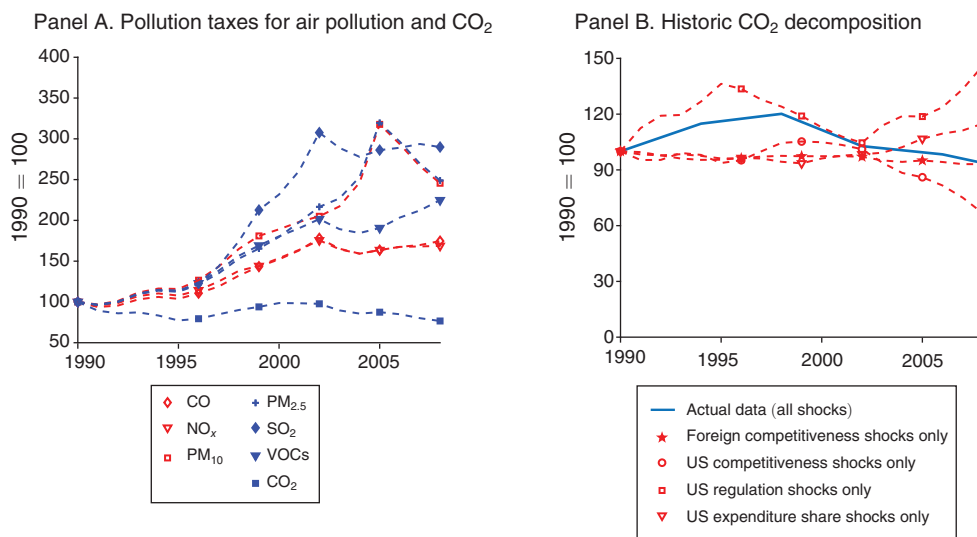 Panel A. Pollution taxes for air pollution and CO₂
400
350
300
250
200
150
100
50
1990 = 100
1990 1995 2000 2005
CO
NOₓ
PM₁₀
PM₂.₅
SO₂
VOCs
CO₂
Panel B. Historic CO₂ decomposition
150
120
90
60
30
0
1990 = 100
1990 1995 2000 2005
Actual data (all shocks)
Foreign competitiveness shocks only
US competitiveness shocks only
US regulation shocks only
US expenditure share shocks only